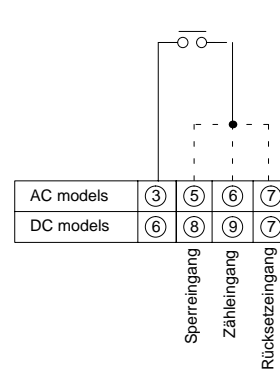 AC models ③ ⑤ ⑥ ⑦
DC models ⑥ ⑧ ⑨ ⑦
Sperreingang
Zähleingang
Rücksetzeingang